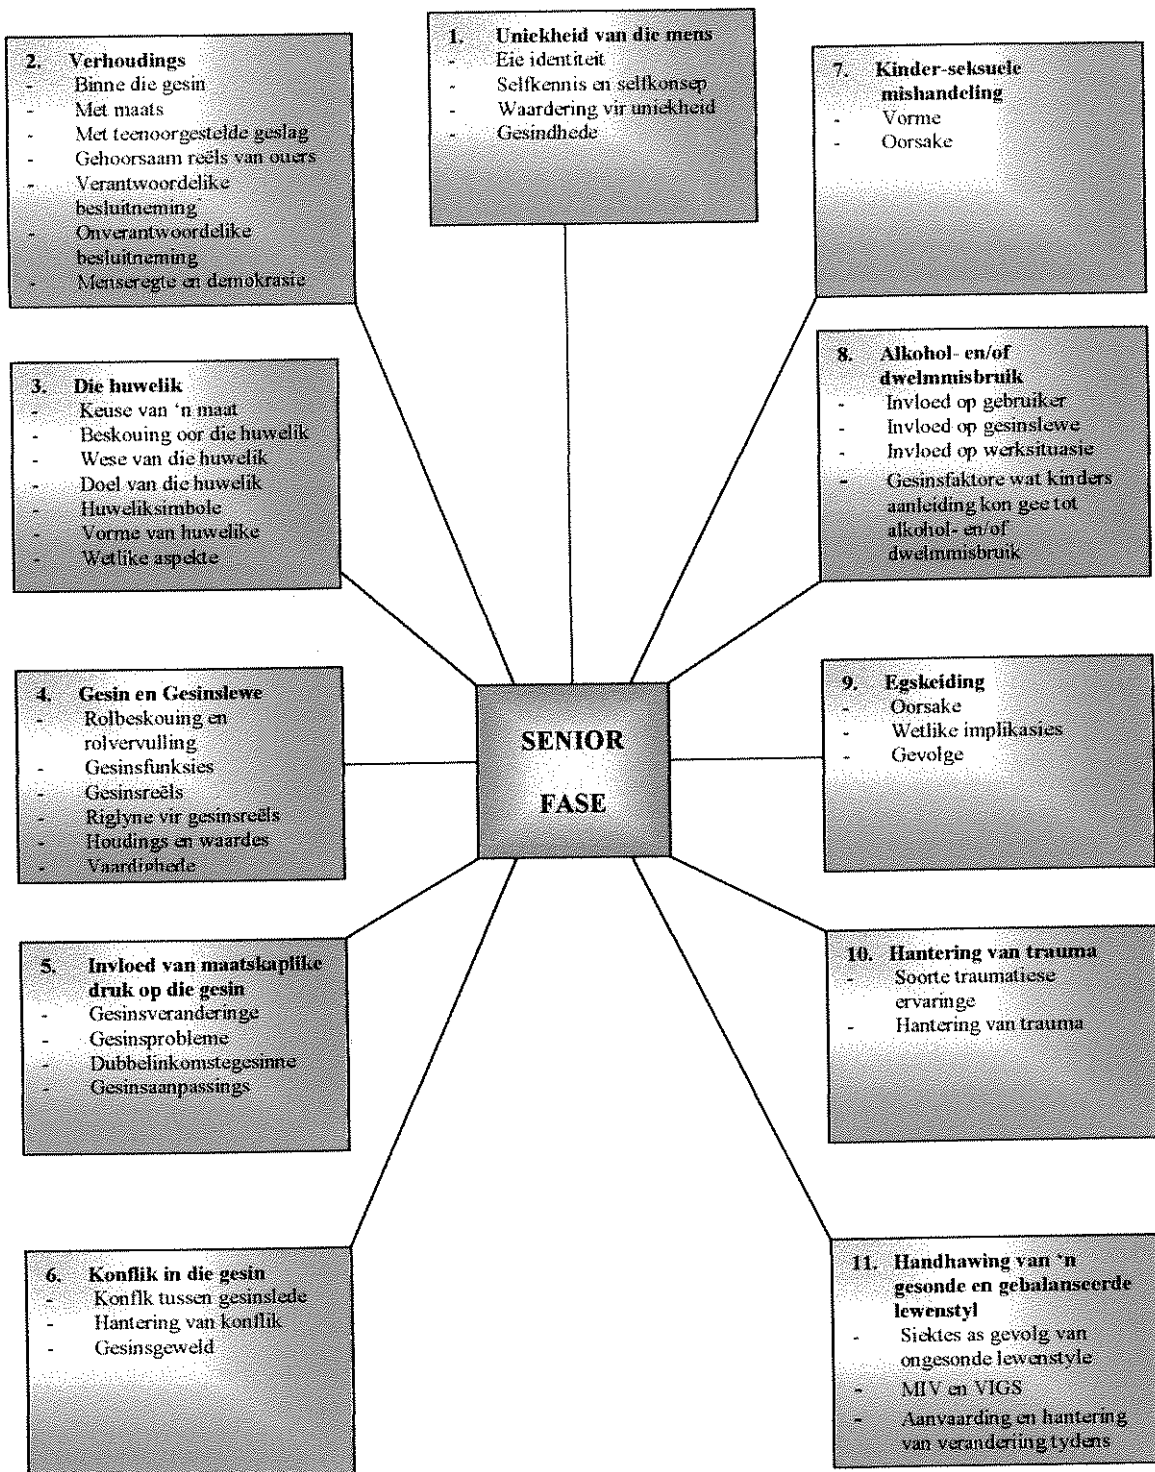 1. Uniekheid van die mens
- Eie identiteit
- Selfkennis en selfkonsep
- Waardering vir uniekheid
- Gesindhede
2. Verhoudings
- Binne die gesin
- Met maats
- Met teenoorgestelde geslag
- Gehoorsaam reëls van ouers
- Verantwoordelike
besluitneming
- Onverantwoordelike
besluitneming
- Menseregte en demokrasie
3. Die huwelik
- Keuse van ‘n maat
- Beskouing oor die huwelik
- Wese van die huwelik
- Doel van die huwelik
- Huweliksimbole
- Vorme van huwelike
- Wetlike aspekte
4. Gesin en Gesinslewe
- Rolbeskouing en
rolvervulling
- Gesinsfunksies
- Gesinsreëls
- Riglyne vir gesinsreëls
- Houdings en waardes
- Vaardighede
5. Invloed van maatskaplike
druk op die gesin
- Gesinsveranderinge
- Gesinsprobleme
- Dubbelinkomstegesinne
- Gesinsaanpassings
6. Konflik in die gesin
- Konflk tussen gesinslede
- Hantering van konflik
- Gesinsgeweld
SENIOR
FASE
7. Kinder-seksuele
mishandeling
- Vorme
- Oorsake
8. Alkohol- en/of
dwelmmisbruik
- Invloed op gebruiker
- Invloed op gesinslewe
- Invloed op werksituasie
- Gesinsfaktore wat kinders
aanleiding kon gee tot
alkohol- en/of
dwelmmisbruik
9. Egskeiding
- Oorsake
- Wetlike implikasies
- Gevolge
10. Hantering van trauma
- Soorte traumatiese
ervaringe
- Hantering van trauma
11. Handhawing van ‘n
gesonde en gebalanseerde
lewenstyl
- Siektes as gevolg van
ongesonde lewenstyle
- MIV en VIGS
- Aanvaarding en hantering
van veranderiing tydens